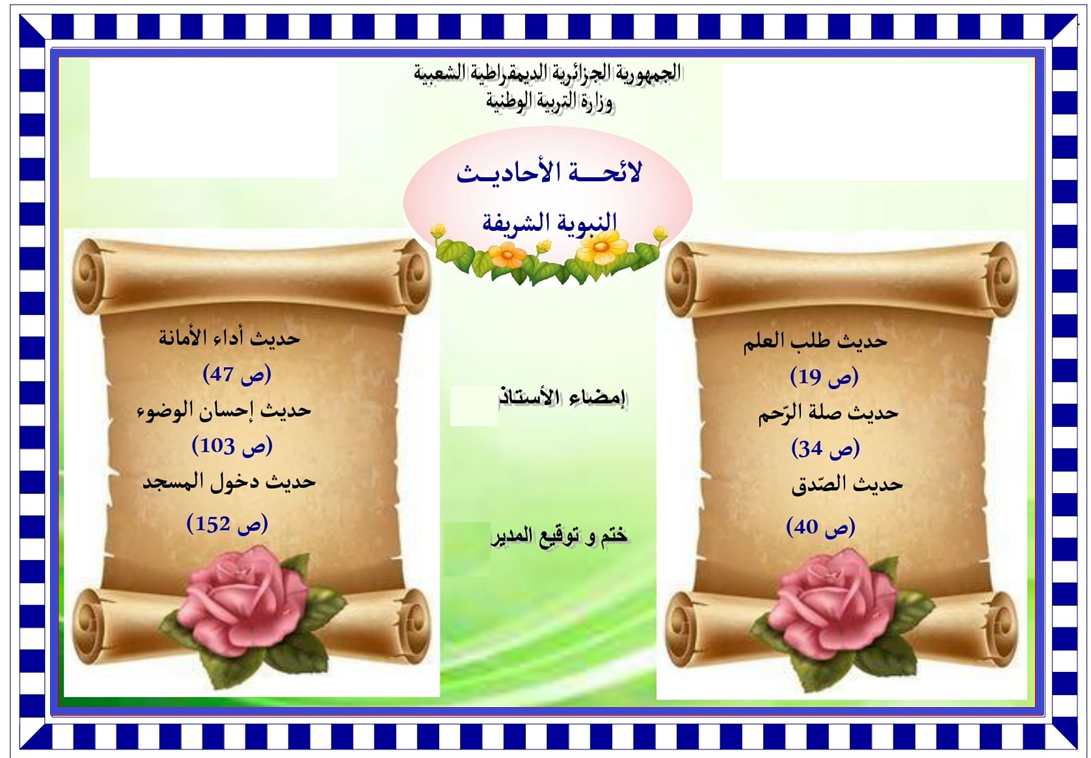 الجمهورية الجزائرية الديمقراطية الشعبية
وزارة التربية الوطنية
لائحـــة الأحاديــث
النبوية الشريفة
حديث طلب العلم
(ص 19)
حديث صلة الرّحم
(ص 34)
حديث الصّدق
(ص 40)
إمضاء الأستاذ
ختم و توقيع المدير
حديث أداء الأمانة
(ص 47)
حديث إحسان الوضوء
(ص 103)
حديث دخول المسجد
(ص 152)